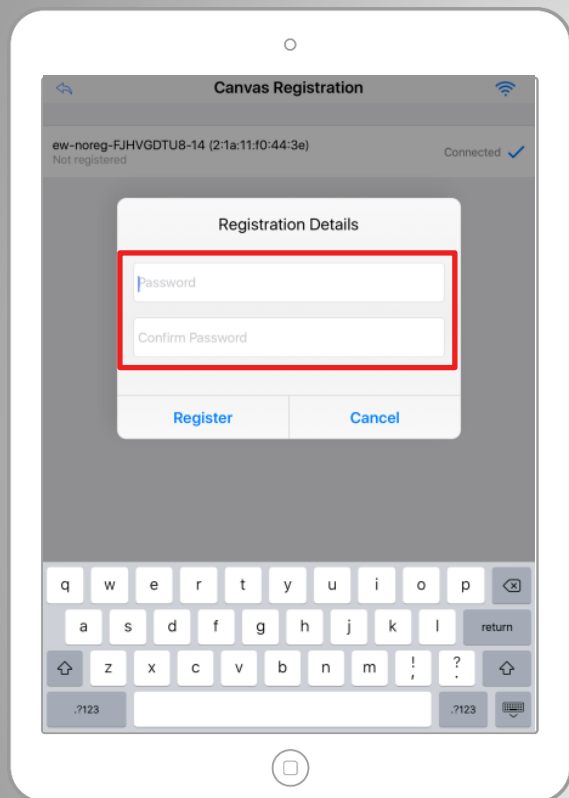 Canvas Registration
ew-noreg-FJHVGDTU8-14 (2:1a:11:f0:44:3e)
Not registered
Connected
Registration Details
Password
Confirm Password
Register Cancel
q w e r t y u i o p
a s d f g h j k l return
z x c v b n m ! , ? .
.?123 .?123